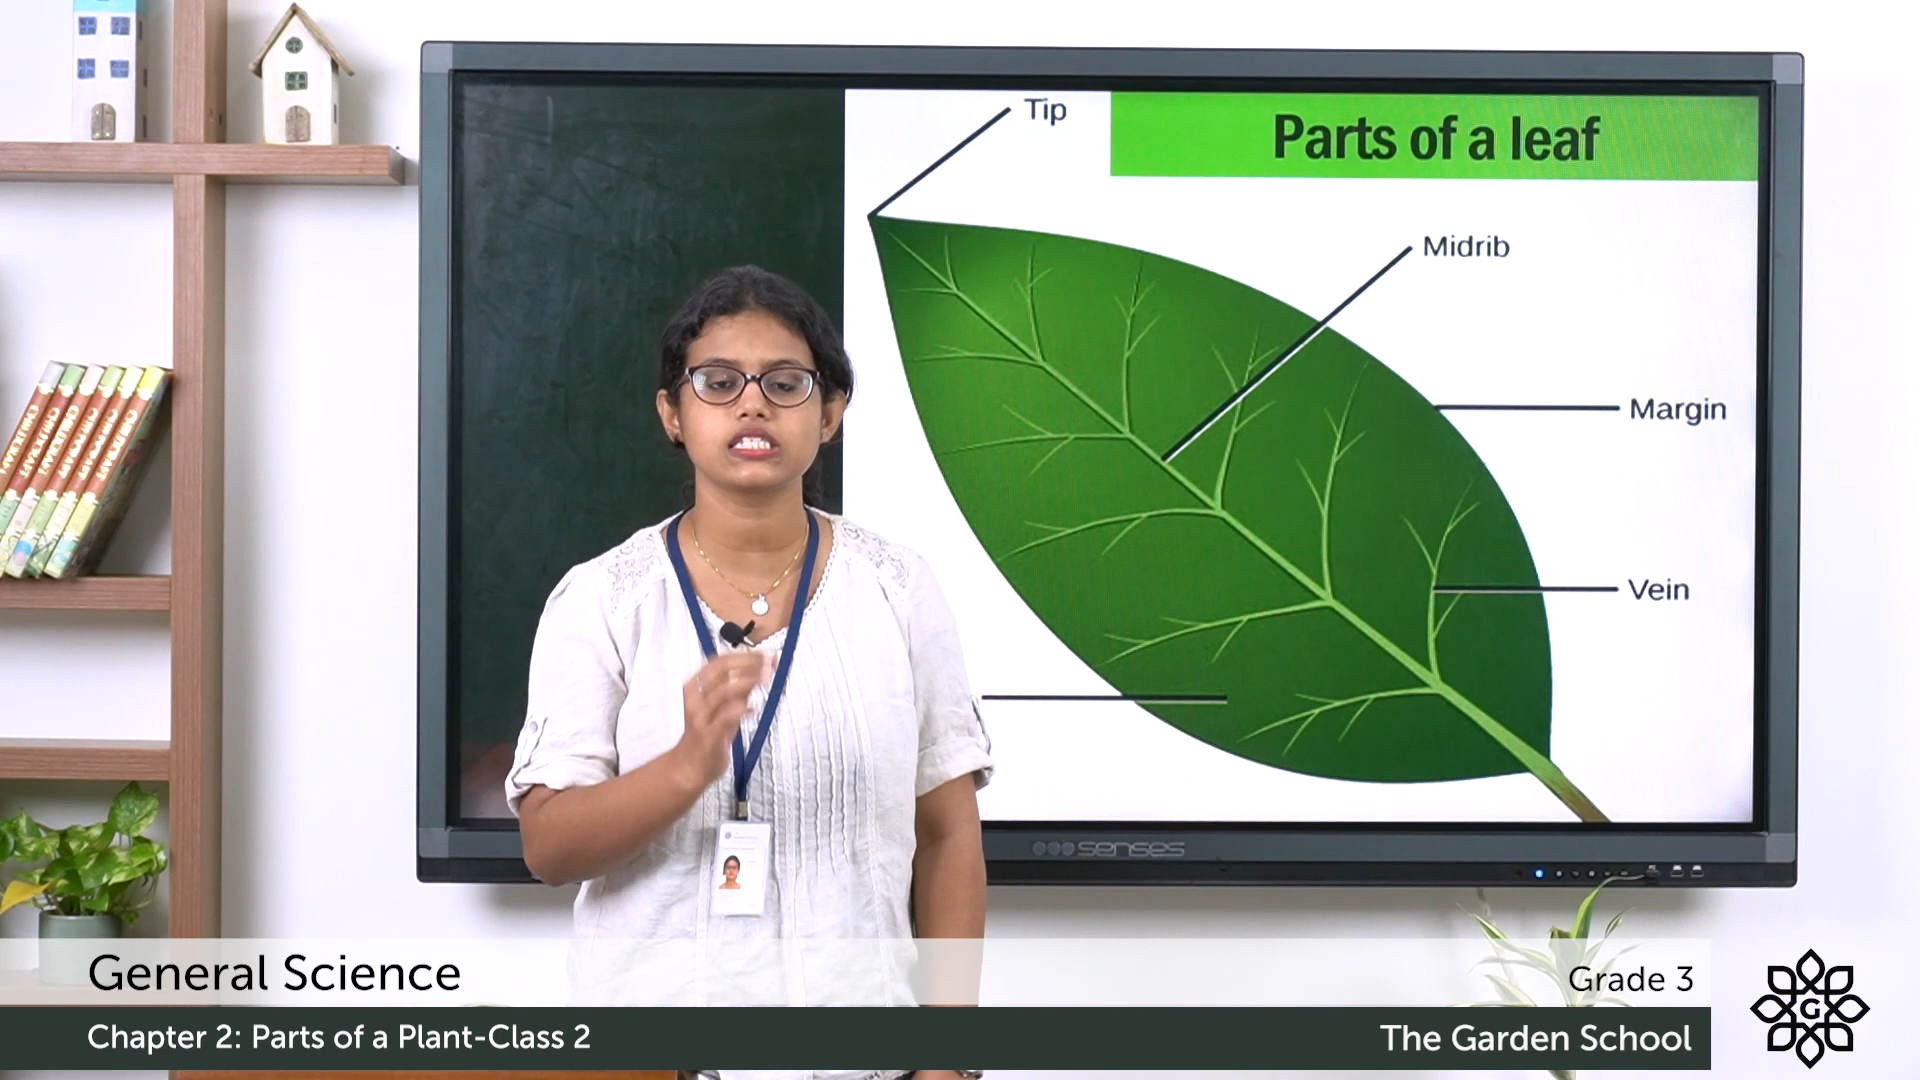 Tip
Parts of a leaf
Midrib
Margin
Vein
senses
General Science
Grade 3
Chapter 2: Parts of a Plant-Class 2
The Garden School
G